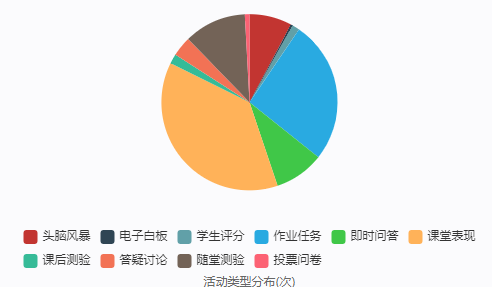 头脑风暴 电子白板 学生评分 作业任务 即时问答 课堂表现
课后测验 答疑讨论 随堂测验 投票问卷
活动类型分布(次)